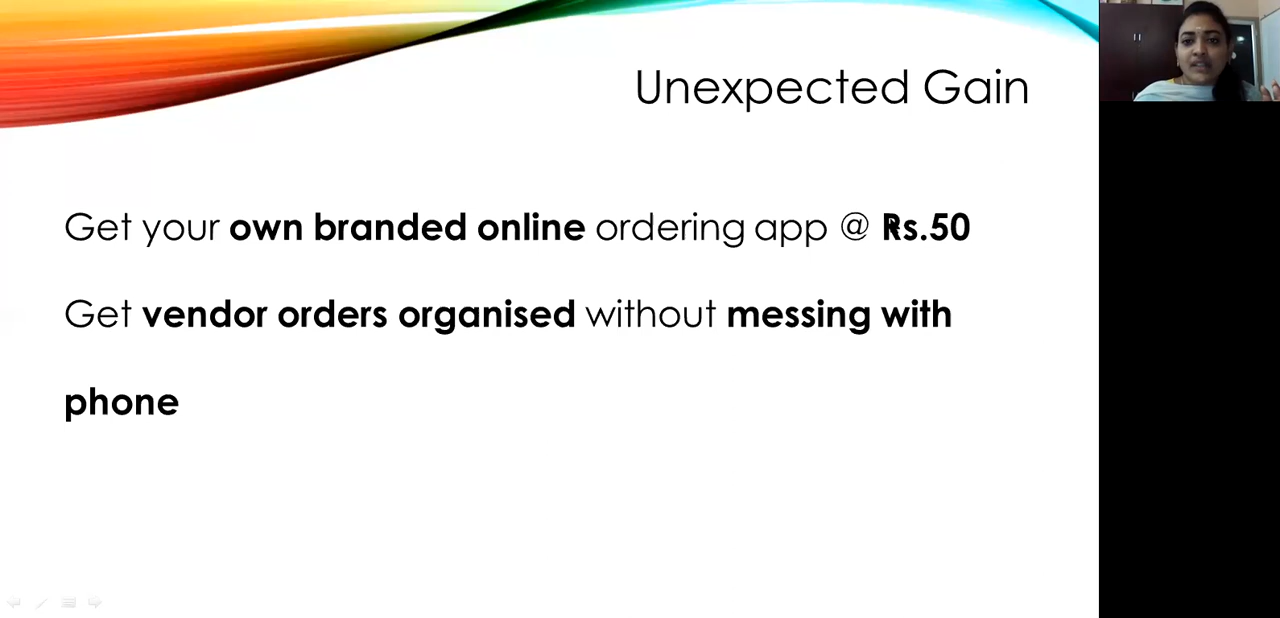 Unexpected Gain
Get your own branded online ordering app @ Rs.50
Get vendor orders organised without messing with
phone